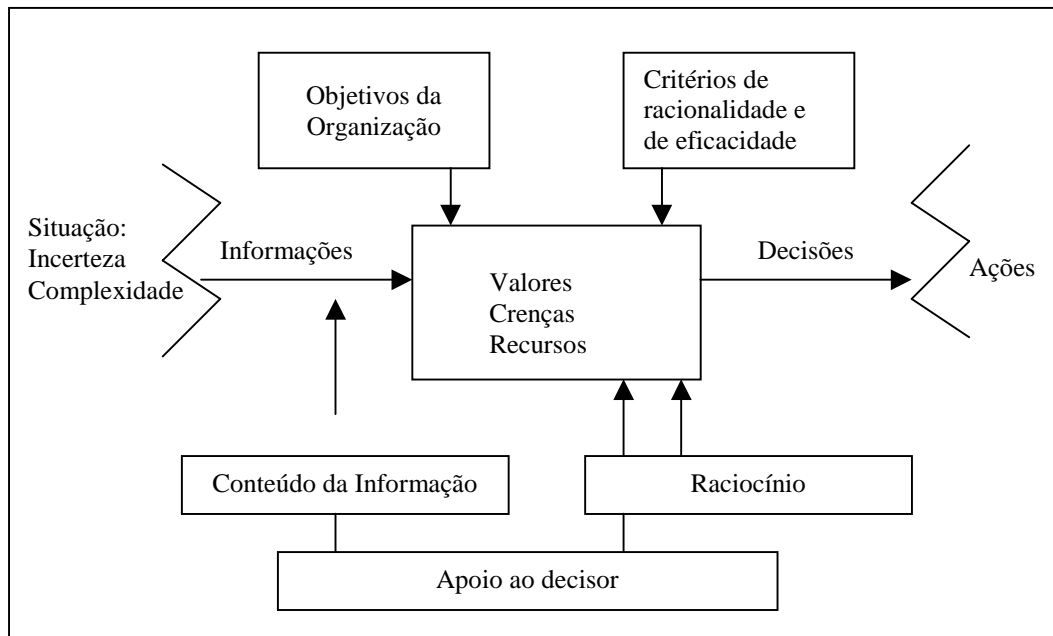 Objetivos da
Organização
Critérios de
racionalidade e
de eficacidade
Situação:
Incerteza
Complexidade
Informações
Valores
Crenças
Recursos
Decisões
Ações
Conteúdo da Informação
Raciocínio
Apoio ao decisor